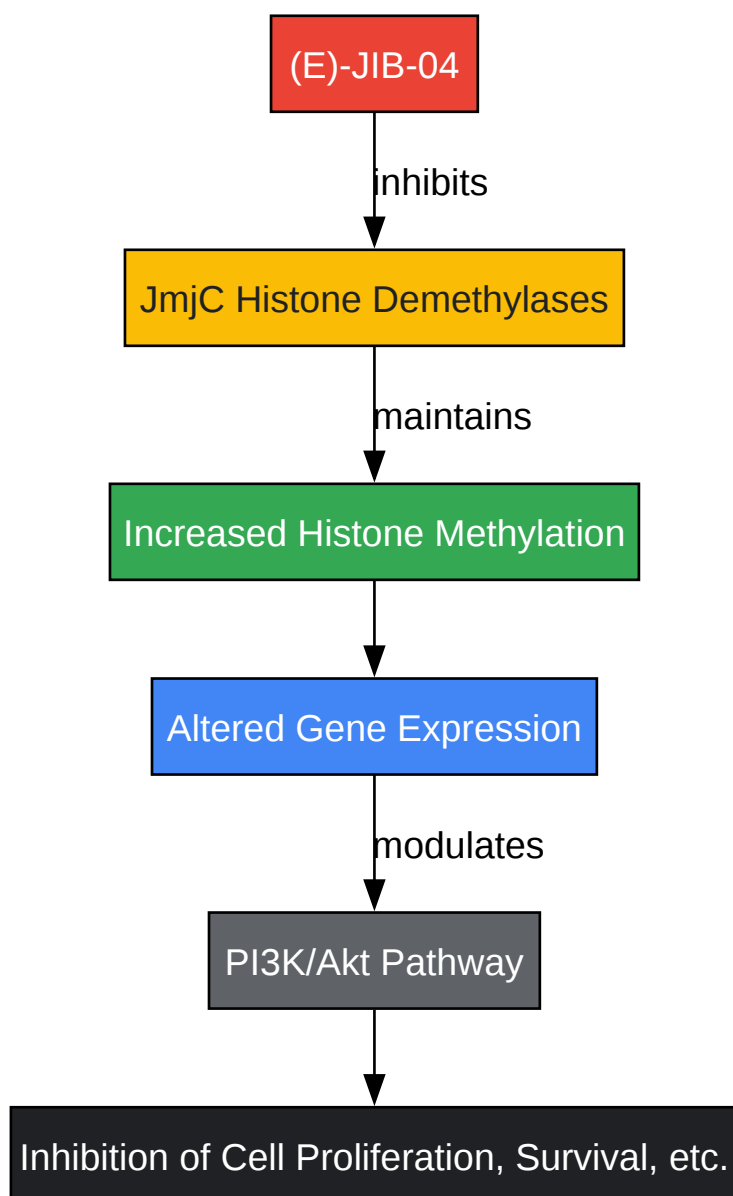 (E)-JIB-04
inhibits
JmjC Histone Demethylases
maintains
Increased Histone Methylation
Altered Gene Expression
modulates
PI3K/Akt Pathway
Inhibition of Cell Proliferation, Survival, etc.